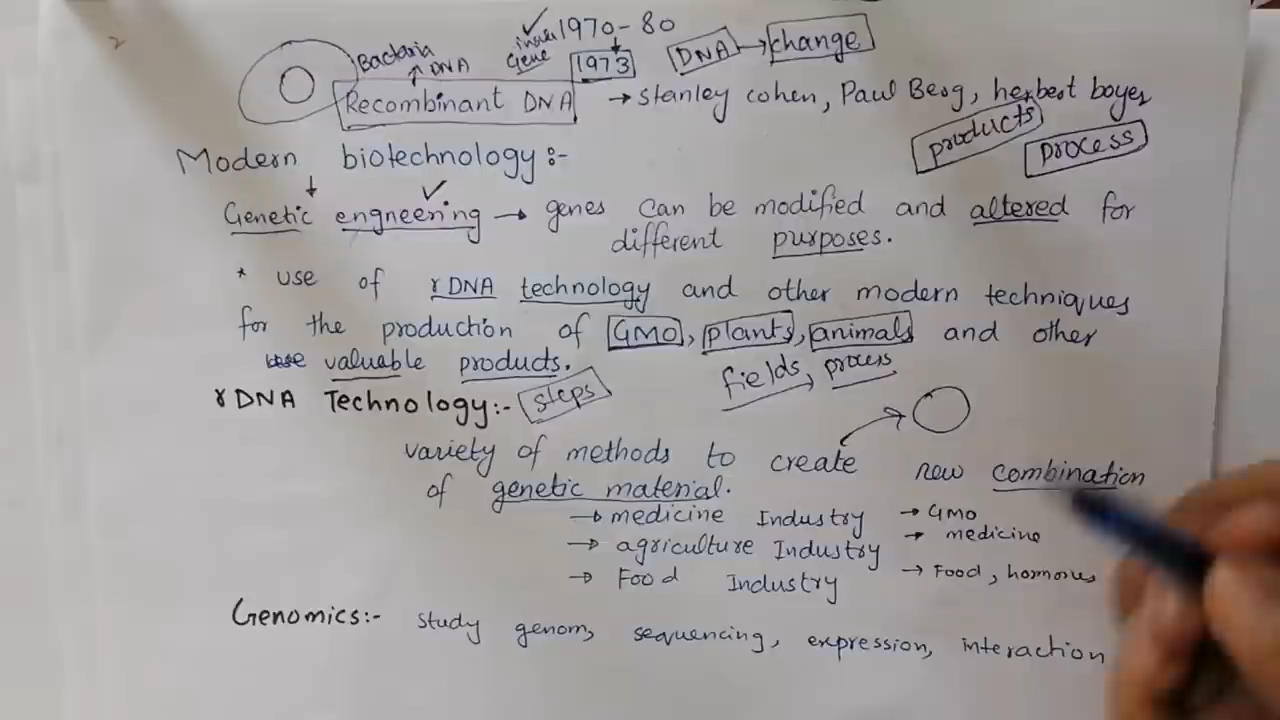 2
1970-80
Bacteria
DNA
gene
1973
DNA → change
Recombinant DNA → Stanley cohen, Paul Berg, herbest boyer
products
process
Modern biotechnology:-
Genetic engneering → genes can be modified and altered for
different purposes.
* use of rDNA technology and other modern techniques
for the production of GMO, plants, animals and other
valuable products.
fields, process
rDNA Technology:- steps
variety of methods to create new combination
of genetic material.
→ medicine Industry → GMO
→ agriculture Industry → medicine
→ Food Industry → Food, hormones
Genomics:- study genom, sequencing, expression, interaction